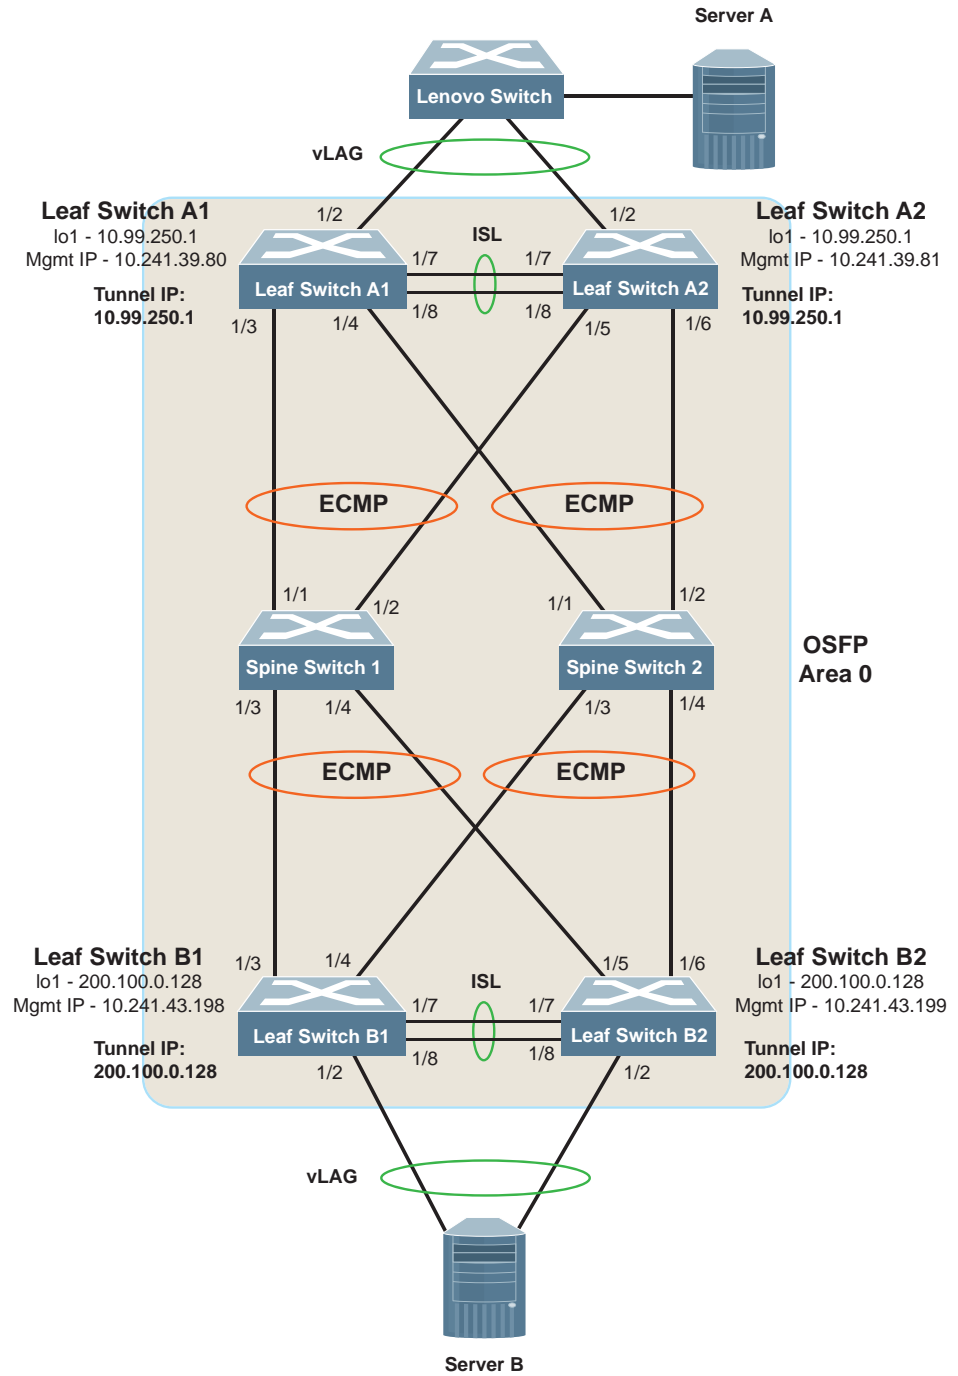 Server A
Lenovo Switch
vLAG
Leaf Switch A1
lo1 - 10.99.250.1
Mgmt IP - 10.241.39.80
Tunnel IP:
10.99.250.1
1/2
1/2
Leaf Switch A2
lo1 - 10.99.250.1
Mgmt IP - 10.241.39.81
Tunnel IP:
10.99.250.1
ISL
1/7
1/7
Leaf Switch A1
Leaf Switch A2
1/8
1/8
1/3
1/4
1/5
1/6
ECMP
ECMP
1/1
1/2
1/1
1/2
Spine Switch 1
Spine Switch 2
OSFP
Area 0
1/3
1/4
1/3
1/4
ECMP
ECMP
Leaf Switch B1
lo1 - 200.100.0.128
Mgmt IP - 10.241.43.198
Tunnel IP:
200.100.0.128
1/3
1/4
1/5
1/6
Leaf Switch B2
lo1 - 200.100.0.128
Mgmt IP - 10.241.43.199
Tunnel IP:
200.100.0.128
ISL
1/7
1/7
Leaf Switch B1
Leaf Switch B2
1/8
1/8
1/2
1/2
vLAG
Server B